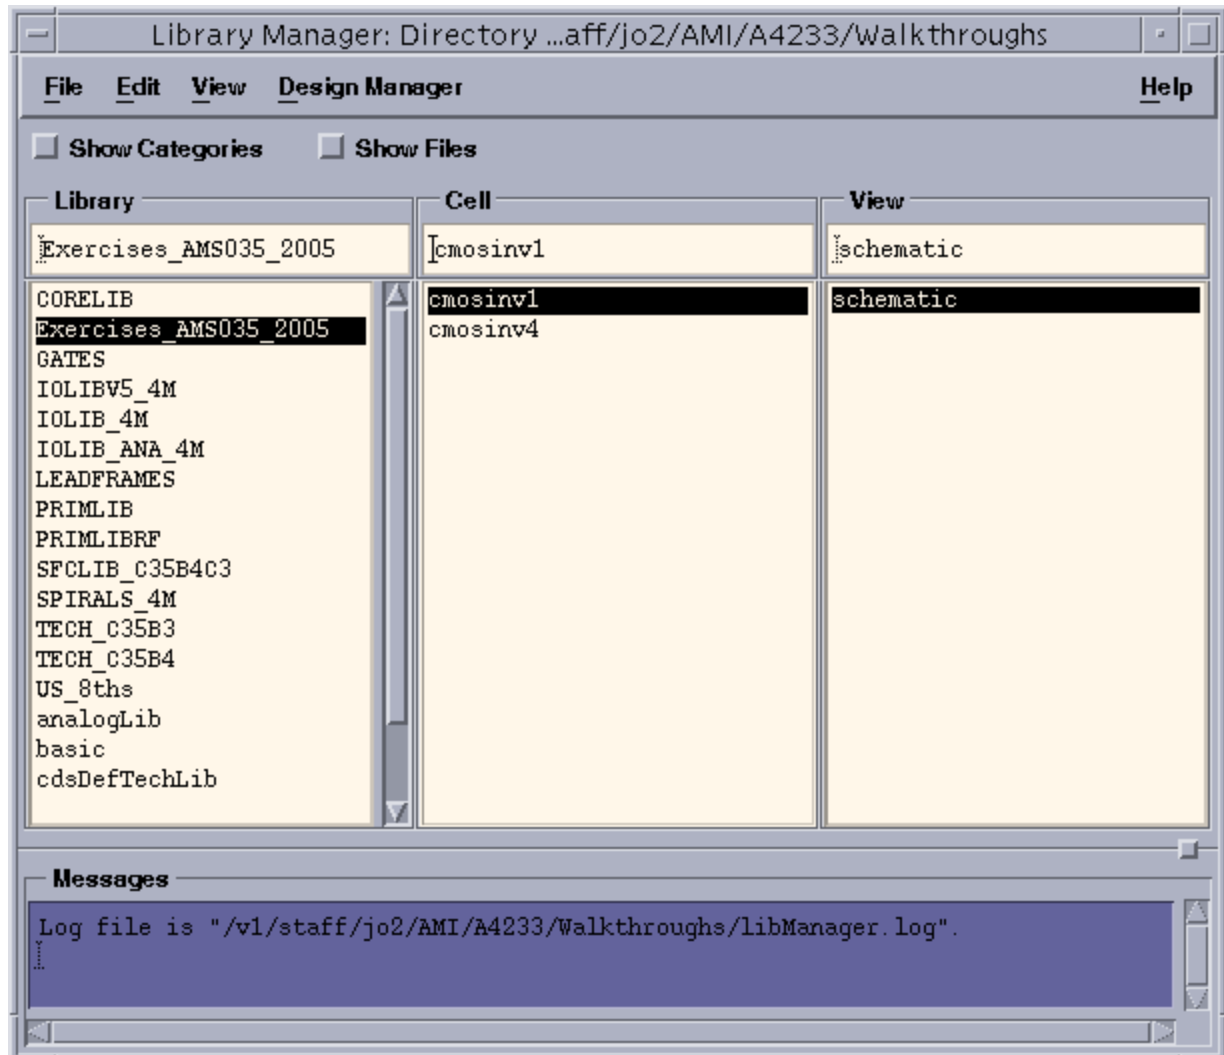 Library Manager: Directory ...aff/jo2/AMI/A4233/Walkthroughs
File Edit View Design Manager Help
Show Categories Show Files
Library Cell View
Exercises_AMS035_2005 cmosinv1 schematic
CORELIB cmosinv1 schematic
Exercises_AMS035_2005 cmosinv4
GATES
IOLIBV5_4M
IOLIB_4M
IOLIB_ANA_4M
LEADFRAMES
PRIMLIB
PRIMLIBRF
SFCLIB_C35B4C3
SPIRALS_4M
TECH_C35B3
TECH_C35B4
US_8ths
analogLib
basic
cdsDefTechLib
Messages
Log file is "/v1/staff/jo2/AMI/A4233/Walkthroughs/libManager.log".